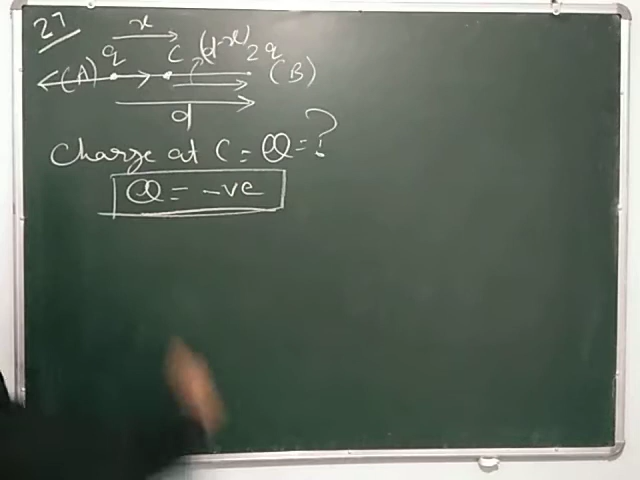 27
x
q C (d-x) 2q
(A) (B)
d
Charge at C = Q = ?
Q = -ve